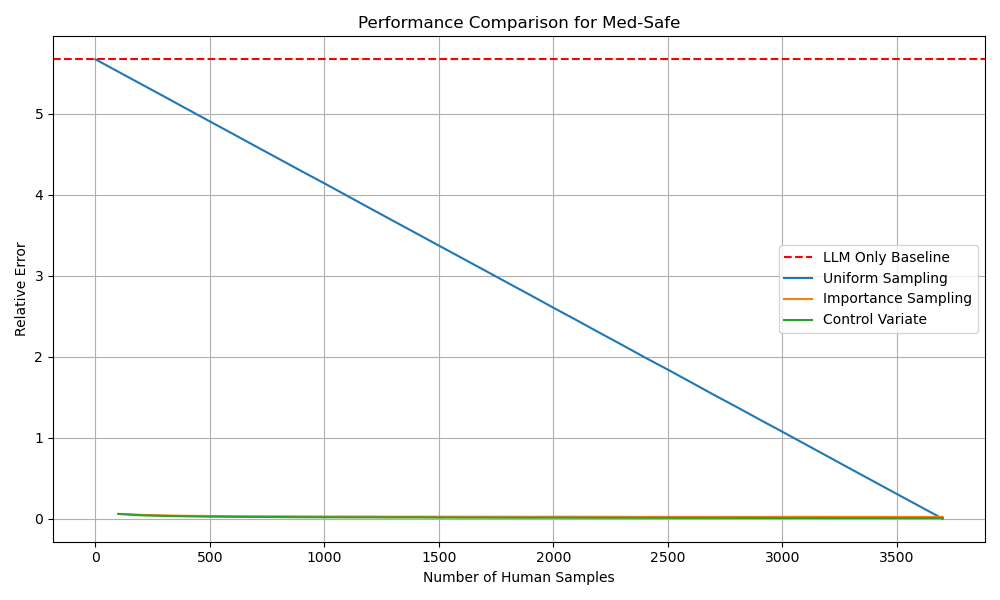 Performance Comparison for Med-Safe
Relative Error
5
4
3
2
1
0
LLM Only Baseline
Uniform Sampling
Importance Sampling
Control Variate
0 500 1000 1500 2000 2500 3000 3500
Number of Human Samples